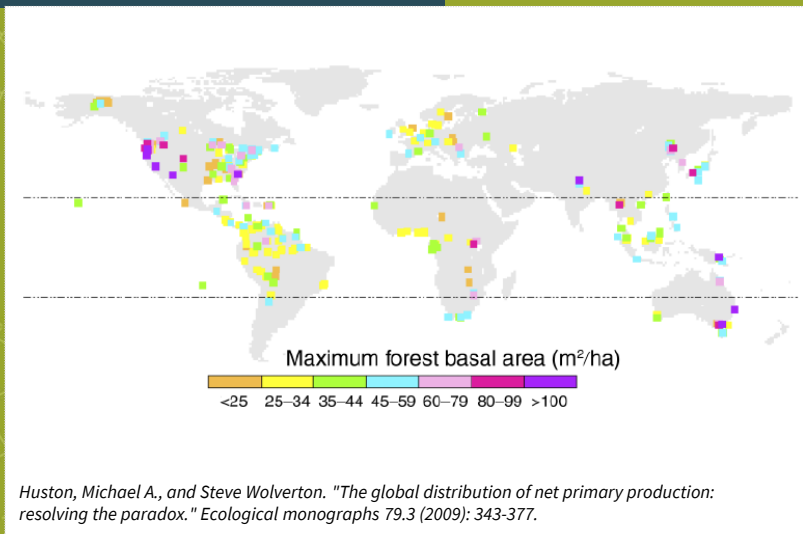 Maximum forest basal area (m²/ha)
<25 25–34 35–44 45–59 60–79 80–99 >100
Huston, Michael A., and Steve Wolverton. "The global distribution of net primary production:
resolving the paradox." Ecological monographs 79.3 (2009): 343-377.